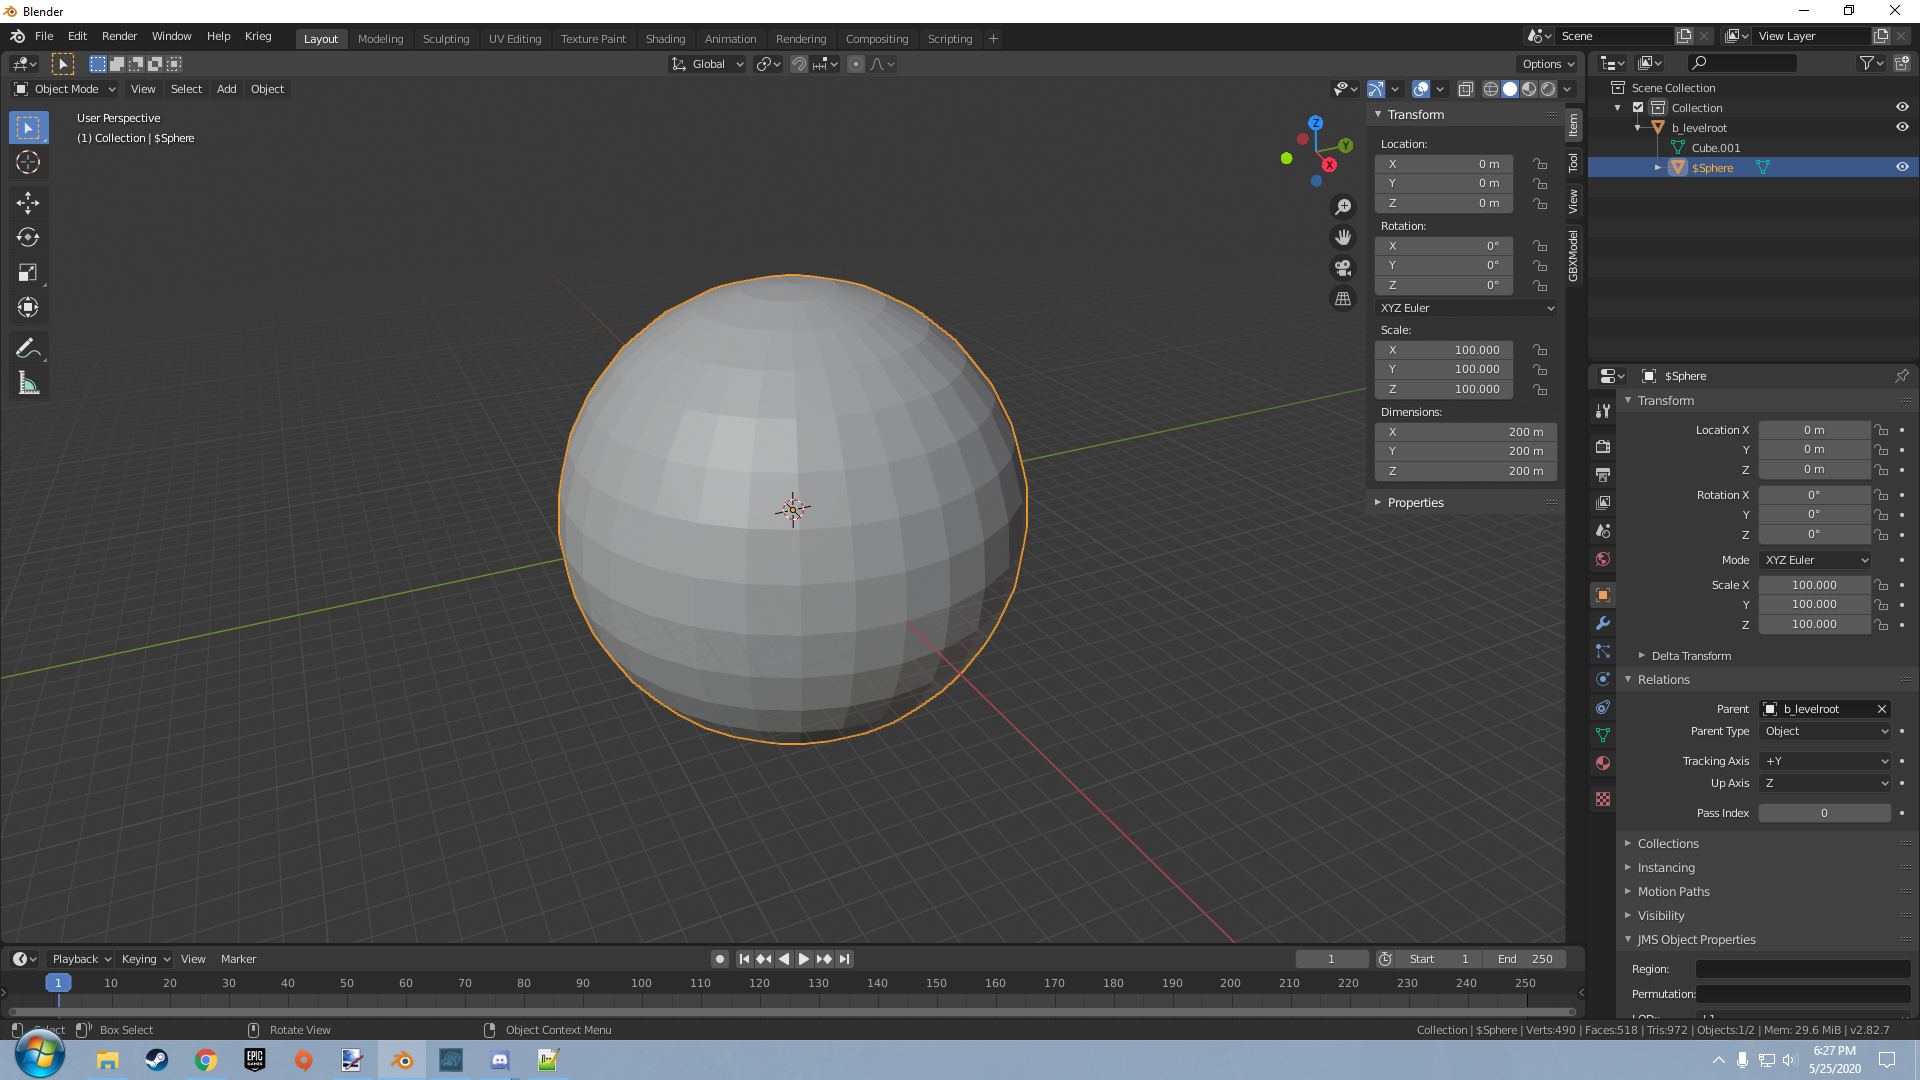 Blender
File Edit Render Window Help Krieg Layout Modeling Sculpting UV Editing Texture Paint Shading Animation Rendering Compositing Scripting + Scene View Layer
Global Options
Object Mode View Select Add Object
User Perspective
(1) Collection | $Sphere
Z
Y
X
Transform
Location:
X 0 m
Y 0 m
Z 0 m
Rotation:
X 0°
Y 0°
Z 0°
XYZ Euler
Scale:
X 100.000
Y 100.000
Z 100.000
Dimensions:
X 200 m
Y 200 m
Z 200 m
Properties
Item
Tool
View
GBXModel
Scene Collection
Collection
b_levelroot
Cube.001
$Sphere
$Sphere
Transform
Location X 0 m
Y 0 m
Z 0 m
Rotation X 0°
Y 0°
Z 0°
Mode XYZ Euler
Scale X 100.000
Y 100.000
Z 100.000
Delta Transform
Relations
Parent b_levelroot
Parent Type Object
Tracking Axis +Y
Up Axis Z
Pass Index 0
Collections
Instancing
Motion Paths
Visibility
JMS Object Properties
Region:
Permutation:
Playback Keying View Marker 1 Start 1 End 250
1 10 20 30 40 50 60 70 80 90 100 110 120 130 140 150 160 170 180 190 200 210 220 230 240 250
Select Box Select Rotate View Object Context Menu Collection | $Sphere | Verts:490 | Faces:518 | Tris:972 | Objects:1/2 | Mem: 29.6 MiB | v2.82.7
EPIC GAMES
6:27 PM
5/25/2020